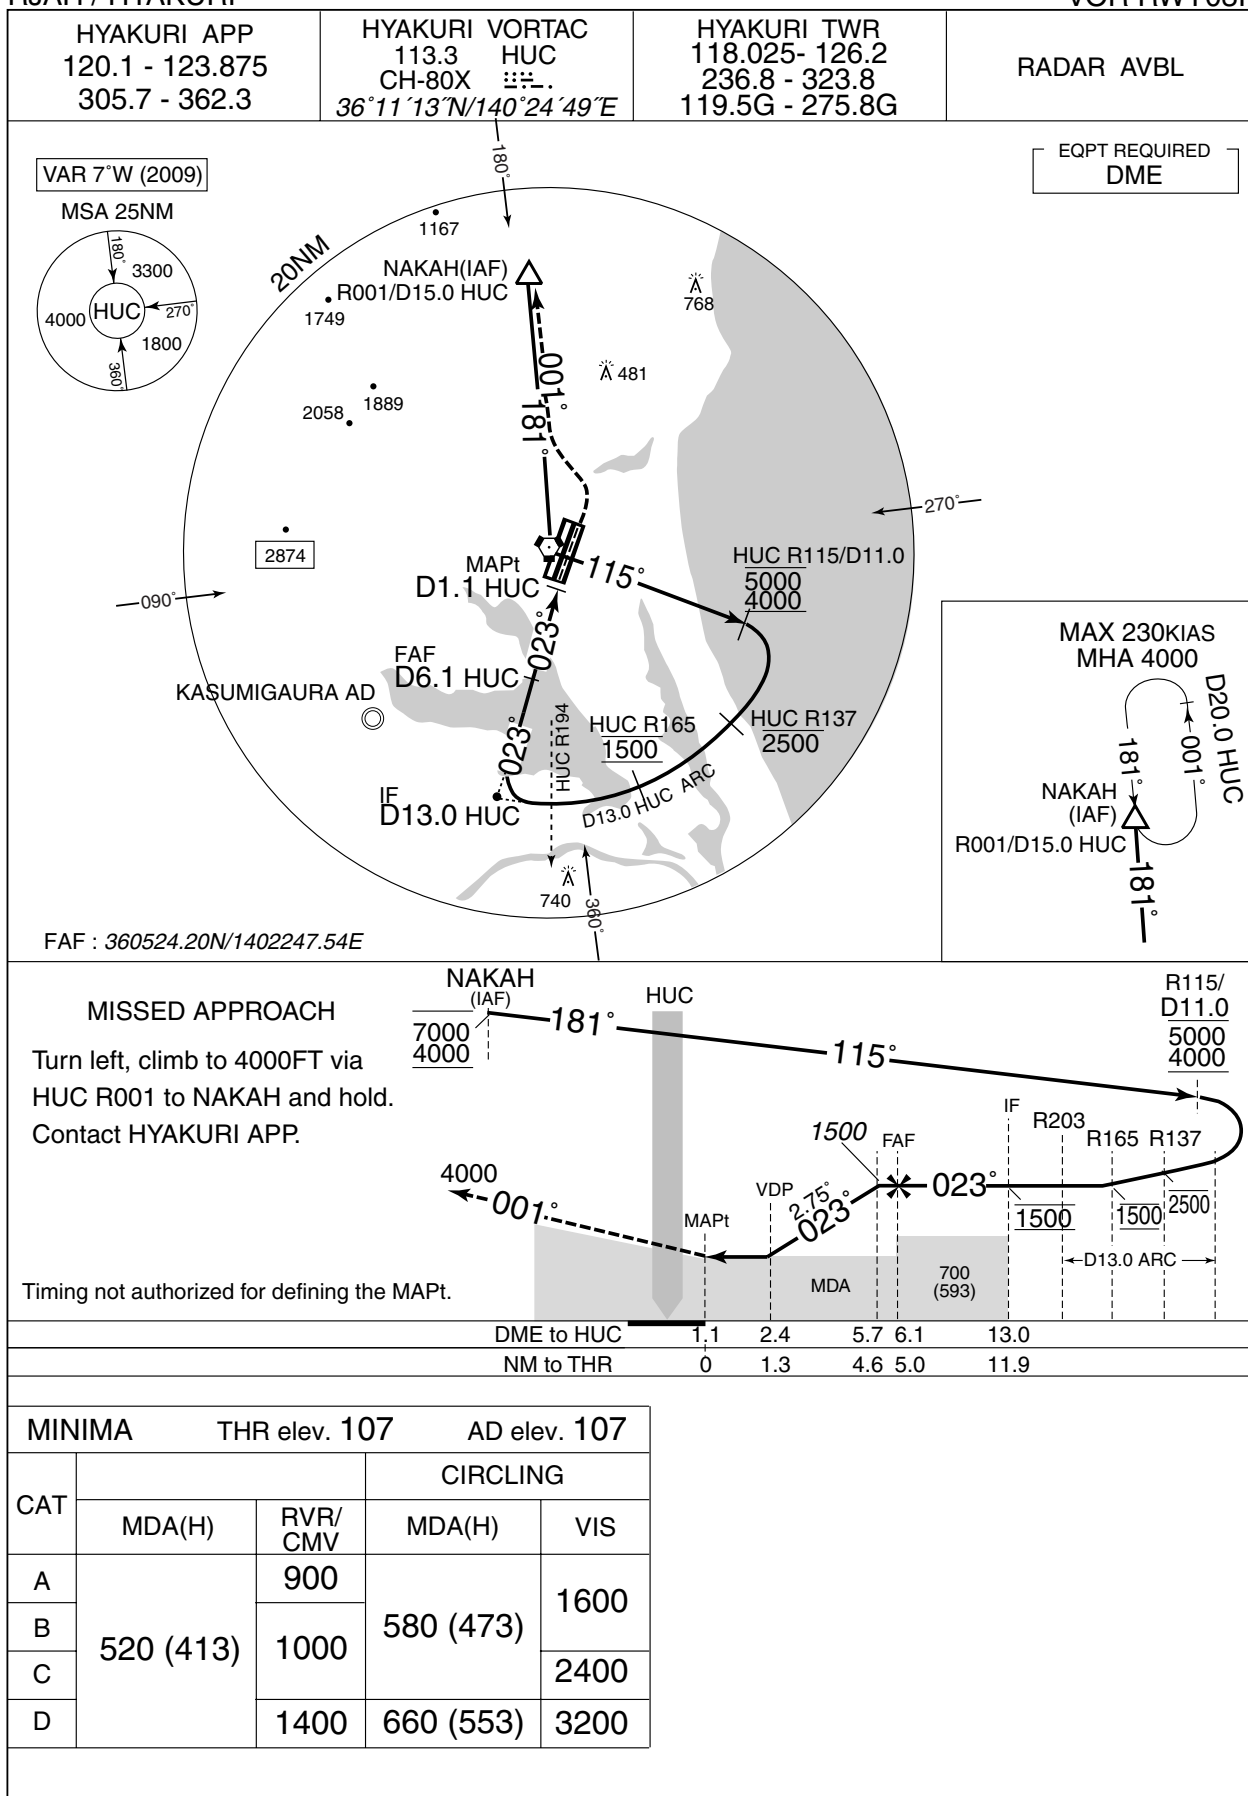 HYAKURI APP
120.1 - 123.875
305.7 - 362.3
HYAKURI VORTAC
113.3 HUC
CH-80X
36°11´13˝N/140°24´49˝E
HYAKURI TWR
118.025- 126.2
236.8 - 323.8
119.5G - 275.8G
RADAR AVBL
VAR 7°W (2009)
MSA 25NM
180°
3300
4000
HUC
270°
1800
360°
EQPT REQUIRED
DME
180°
20NM
1167
NAKAH(IAF)
R001/D15.0 HUC
768
1749
481
001°
181°
1889
2058
270°
2874
090°
MAPt
D1.1 HUC
115°
HUC R115/D11.0
5000
4000
023°
FAF
D6.1 HUC
KASUMIGAURA AD
023°
HUC R194
HUC R165
1500
HUC R137
2500
IF
D13.0 HUC
D13.0 HUC ARC
740
360°
FAF : 360524.20N/1402247.54E
MAX 230KIAS
MHA 4000
D20.0 HUC
181°
001°
NAKAH
(IAF)
R001/D15.0 HUC
181°
MISSED APPROACH
Turn left, climb to 4000FT via
HUC R001 to NAKAH and hold.
Contact HYAKURI APP.
Timing not authorized for defining the MAPt.
NAKAH
(IAF)
7000
4000
181°
HUC
115°
R115/
D11.0
5000
4000
IF
R203
R165 R137
1500
FAF
4000
001°
MAPt
VDP
2.75°
023°
023°
1500
1500
2500
MDA
700
(593)
D13.0 ARC
DME to HUC 1.1 2.4 5.7 6.1 13.0
NM to THR 0 1.3 4.6 5.0 11.9
MINIMA THR elev. 107 AD elev. 107
CAT
CIRCLING
MDA(H)
RVR/
CMV
MDA(H)
VIS
A
900
1600
B
520 (413)
1000
580 (473)
C
2400
D
1400
660 (553)
3200